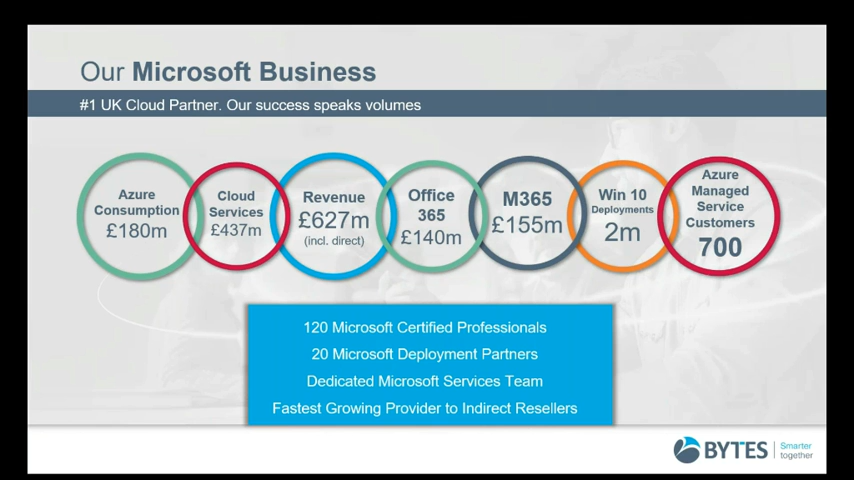 Our Microsoft Business
#1 UK Cloud Partner. Our success speaks volumes
Azure
Consumption
£180m
Cloud
Services
£437m
Revenue
£627m
(incl. direct)
Office
365
£140m
M365
£155m
Win 10
Deployments
2m
Azure
Managed
Service
Customers
700
120 Microsoft Certified Professionals
20 Microsoft Deployment Partners
Dedicated Microsoft Services Team
Fastest Growing Provider to Indirect Resellers
BYTES
Smarter
together